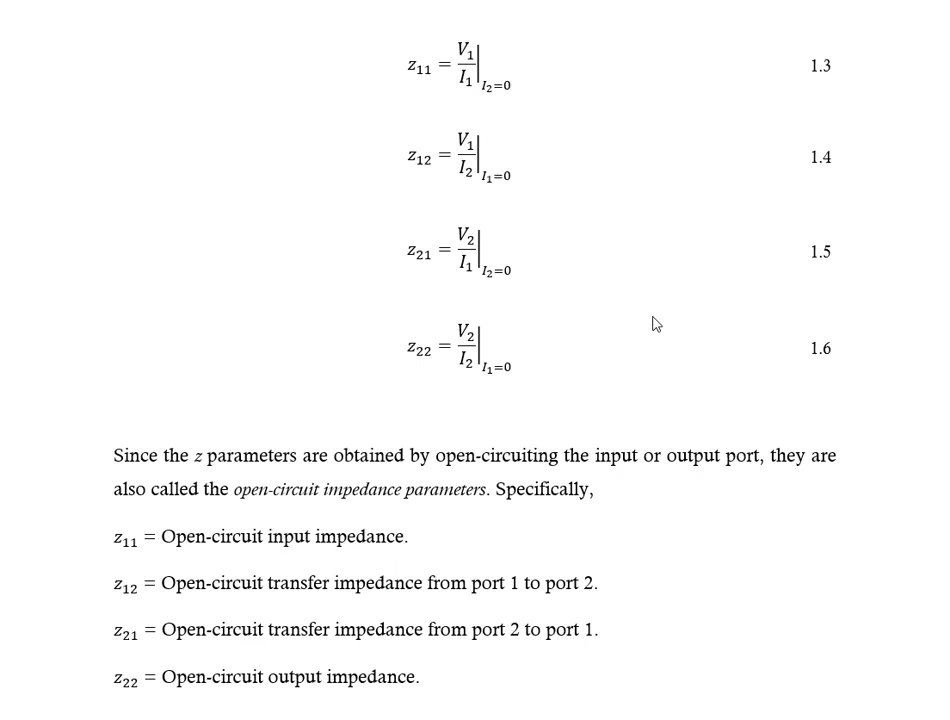 z₁₁ = V₁/I₁ |I₂=0 1.3
z₁₂ = V₁/I₂ |I₁=0 1.4
z₂₁ = V₂/I₁ |I₂=0 1.5
z₂₂ = V₂/I₂ |I₁=0 1.6
Since the z parameters are obtained by open-circuiting the input or output port, they are
also called the open-circuit impedance parameters. Specifically,
z₁₁ = Open-circuit input impedance.
z₁₂ = Open-circuit transfer impedance from port 1 to port 2.
z₂₁ = Open-circuit transfer impedance from port 2 to port 1.
z₂₂ = Open-circuit output impedance.